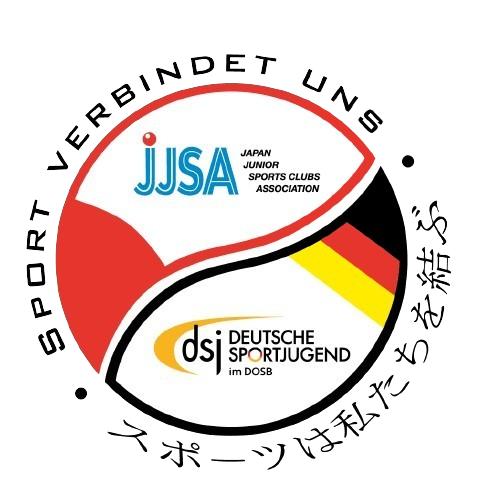 SPORT VERBINDET UNS
JJSA
JAPAN
JUNIOR
SPORTS CLUBS
ASSOCIATION
dsj
DEUTSCHE
SPORTJUGEND
im DOSB
スポーツは私たちを結ぶ